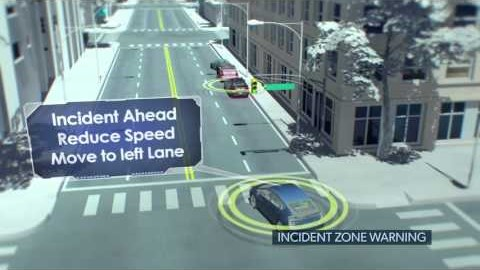 Incident Ahead
Reduce Speed
Move to left Lane
INCIDENT ZONE WARNING